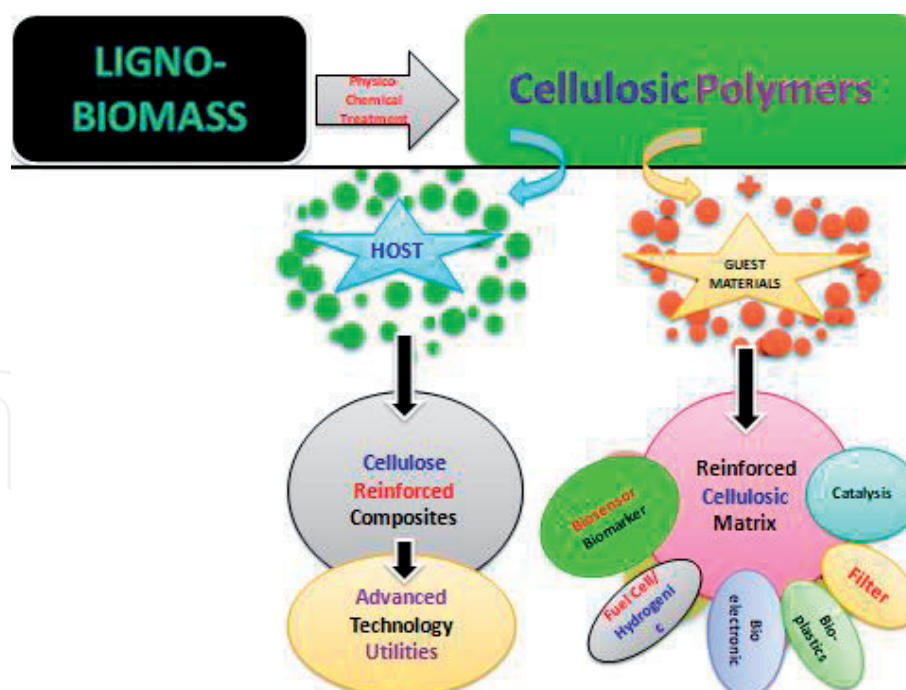 LIGNO-
BIOMASS
Physico-
Chemical
Treatment
Cellulosic Polymers
HOST
GUEST
MATERIALS
Cellulose
Reinforced
Composites
Advanced
Technology
Utilities
Reinforced
Cellulosic
Matrix
Biosensor
Biomarker
Fuel Cell/
Hydrogeni
c
Bio
electronic
Bio-
plastics
Filter
Catalysis